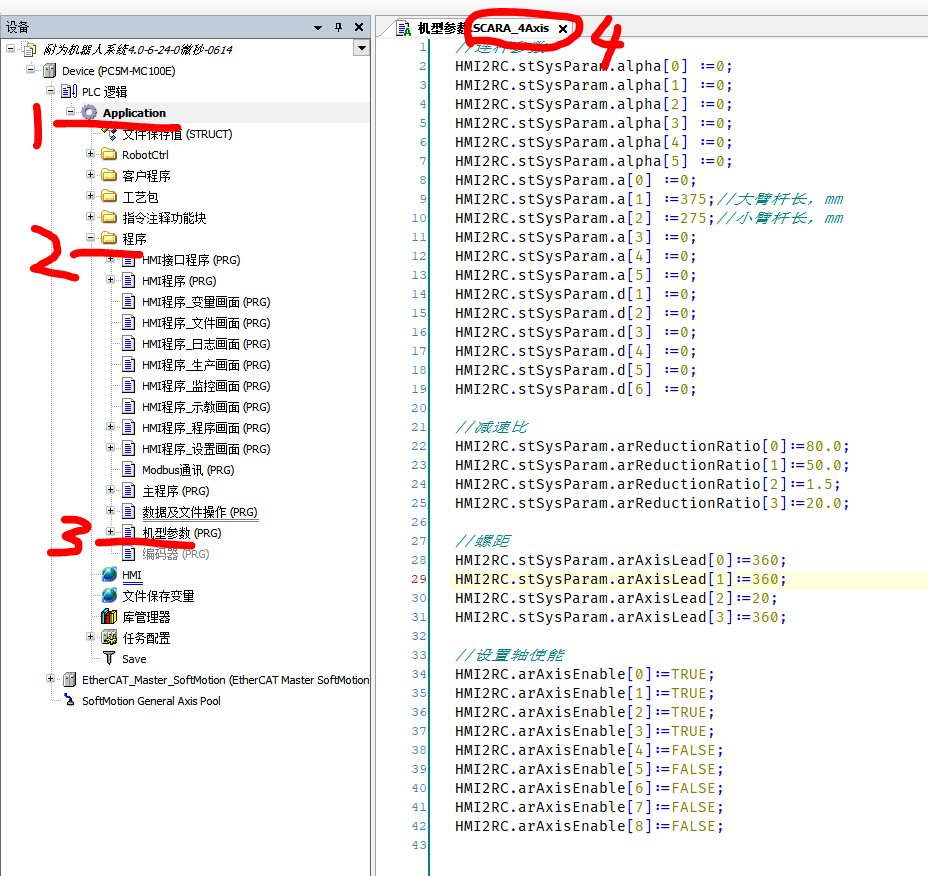 设备
耐为机器人系统4.0-6-24-0微秒-0614
Device (PC5M-MC100E)
PLC 逻辑
Application
文件保存值 (STRUCT)
RobotCtrl
客户程序
工艺包
指令注释功能块
程序
HMI接口程序 (PRG)
HMI程序 (PRG)
HMI程序_变量画面 (PRG)
HMI程序_文件画面 (PRG)
HMI程序_日志画面 (PRG)
HMI程序_生产画面 (PRG)
HMI程序_监控画面 (PRG)
HMI程序_示教画面 (PRG)
HMI程序_程序画面 (PRG)
HMI程序_设置画面 (PRG)
Modbus通讯 (PRG)
主程序 (PRG)
数据及文件操作 (PRG)
机型参数 (PRG)
编码器 (PRG)
HMI
文件保存变量
库管理器
任务配置
Save
EtherCAT_Master_SoftMotion (EtherCAT Master SoftMotion
SoftMotion General Axis Pool
1
2
3
机型参数.SCARA_4Axis
4
1 //连杆参数
2 HMI2RC.stSysParam.alpha[0] :=0;
3 HMI2RC.stSysParam.alpha[1] :=0;
4 HMI2RC.stSysParam.alpha[2] :=0;
5 HMI2RC.stSysParam.alpha[3] :=0;
6 HMI2RC.stSysParam.alpha[4] :=0;
7 HMI2RC.stSysParam.alpha[5] :=0;
8 HMI2RC.stSysParam.a[0] :=0;
9 HMI2RC.stSysParam.a[1] :=375;//大臂杆长，mm
10 HMI2RC.stSysParam.a[2] :=275;//小臂杆长，mm
11 HMI2RC.stSysParam.a[3] :=0;
12 HMI2RC.stSysParam.a[4] :=0;
13 HMI2RC.stSysParam.a[5] :=0;
14 HMI2RC.stSysParam.d[1] :=0;
15 HMI2RC.stSysParam.d[2] :=0;
16 HMI2RC.stSysParam.d[3] :=0;
17 HMI2RC.stSysParam.d[4] :=0;
18 HMI2RC.stSysParam.d[5] :=0;
19 HMI2RC.stSysParam.d[6] :=0;
20
21 //减速比
22 HMI2RC.stSysParam.arReductionRatio[0]:=80.0;
23 HMI2RC.stSysParam.arReductionRatio[1]:=50.0;
24 HMI2RC.stSysParam.arReductionRatio[2]:=1.5;
25 HMI2RC.stSysParam.arReductionRatio[3]:=20.0;
26
27 //螺距
28 HMI2RC.stSysParam.arAxisLead[0]:=360;
29 HMI2RC.stSysParam.arAxisLead[1]:=360;
30 HMI2RC.stSysParam.arAxisLead[2]:=20;
31 HMI2RC.stSysParam.arAxisLead[3]:=360;
32
33 //设置轴使能
34 HMI2RC.arAxisEnable[0]:=TRUE;
35 HMI2RC.arAxisEnable[1]:=TRUE;
36 HMI2RC.arAxisEnable[2]:=TRUE;
37 HMI2RC.arAxisEnable[3]:=TRUE;
38 HMI2RC.arAxisEnable[4]:=FALSE;
39 HMI2RC.arAxisEnable[5]:=FALSE;
40 HMI2RC.arAxisEnable[6]:=FALSE;
41 HMI2RC.arAxisEnable[7]:=FALSE;
42 HMI2RC.arAxisEnable[8]:=FALSE;
43